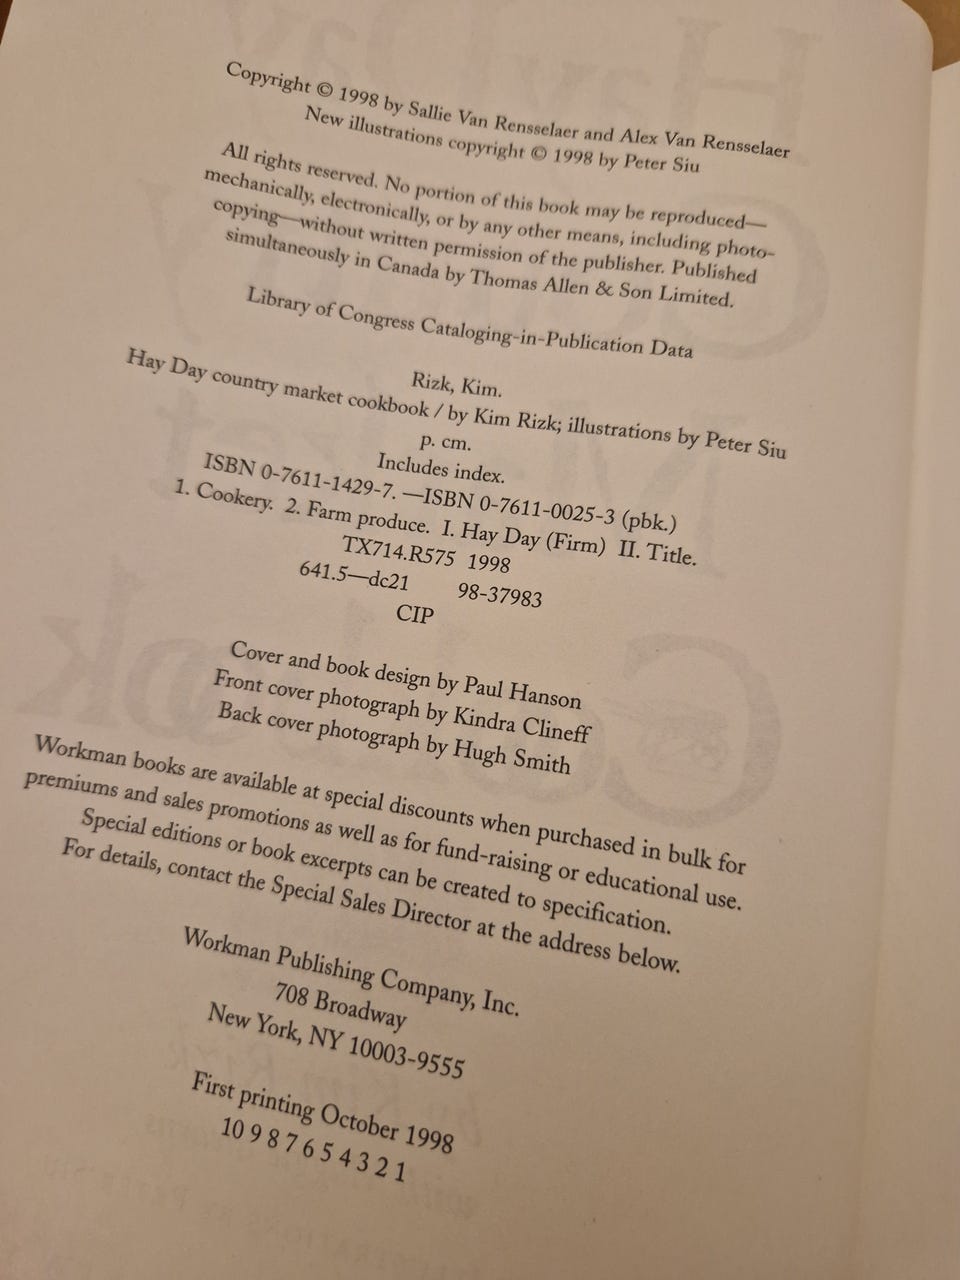 Copyright © 1998 by Sallie Van Rensselaer and Alex Van Rensselaer
New illustrations copyright © 1998 by Peter Siu
All rights reserved. No portion of this book may be reproduced—
mechanically, electronically, or by any other means, including photo-
copying—without written permission of the publisher. Published
simultaneously in Canada by Thomas Allen & Son Limited.
Library of Congress Cataloging-in-Publication Data
Rizk, Kim.
Hay Day country market cookbook / by Kim Rizk; illustrations by Peter Siu
p. cm.
Includes index.
ISBN 0-7611-1429-7. —ISBN 0-7611-0025-3 (pbk.)
1. Cookery. 2. Farm produce. I. Hay Day (Firm) II. Title.
TX714.R575 1998
641.5—dc21 98-37983
CIP
Cover and book design by Paul Hanson
Front cover photograph by Kindra Clineff
Back cover photograph by Hugh Smith
Workman books are available at special discounts when purchased in bulk for
premiums and sales promotions as well as for fund-raising or educational use.
Special editions or book excerpts can be created to specification.
For details, contact the Special Sales Director at the address below.
Workman Publishing Company, Inc.
708 Broadway
New York, NY 10003-9555
First printing October 1998
10 9 8 7 6 5 4 3 2 1